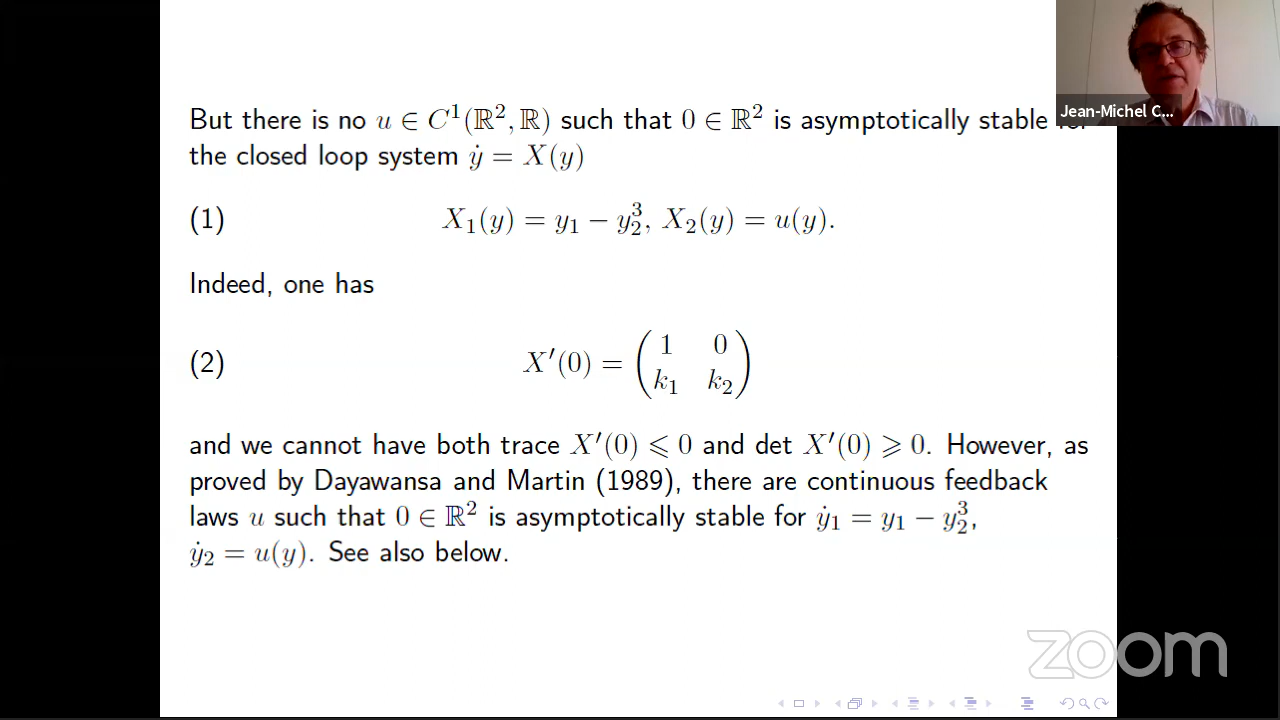 But there is no u ∈ C¹(ℝ², ℝ) such that 0 ∈ ℝ² is asymptotically stable for
Jean-Michel C...
the closed loop system ẏ = X(y)
(1) X₁(y) = y₁ − y₂³, X₂(y) = u(y).
Indeed, one has
(2) X′(0) = ( 1 0
k₁ k₂ )
and we cannot have both trace X′(0) ⩽ 0 and det X′(0) ⩾ 0. However, as
proved by Dayawansa and Martin (1989), there are continuous feedback
laws u such that 0 ∈ ℝ² is asymptotically stable for ẏ₁ = y₁ − y₂³,
ẏ₂ = u(y). See also below.
zoom